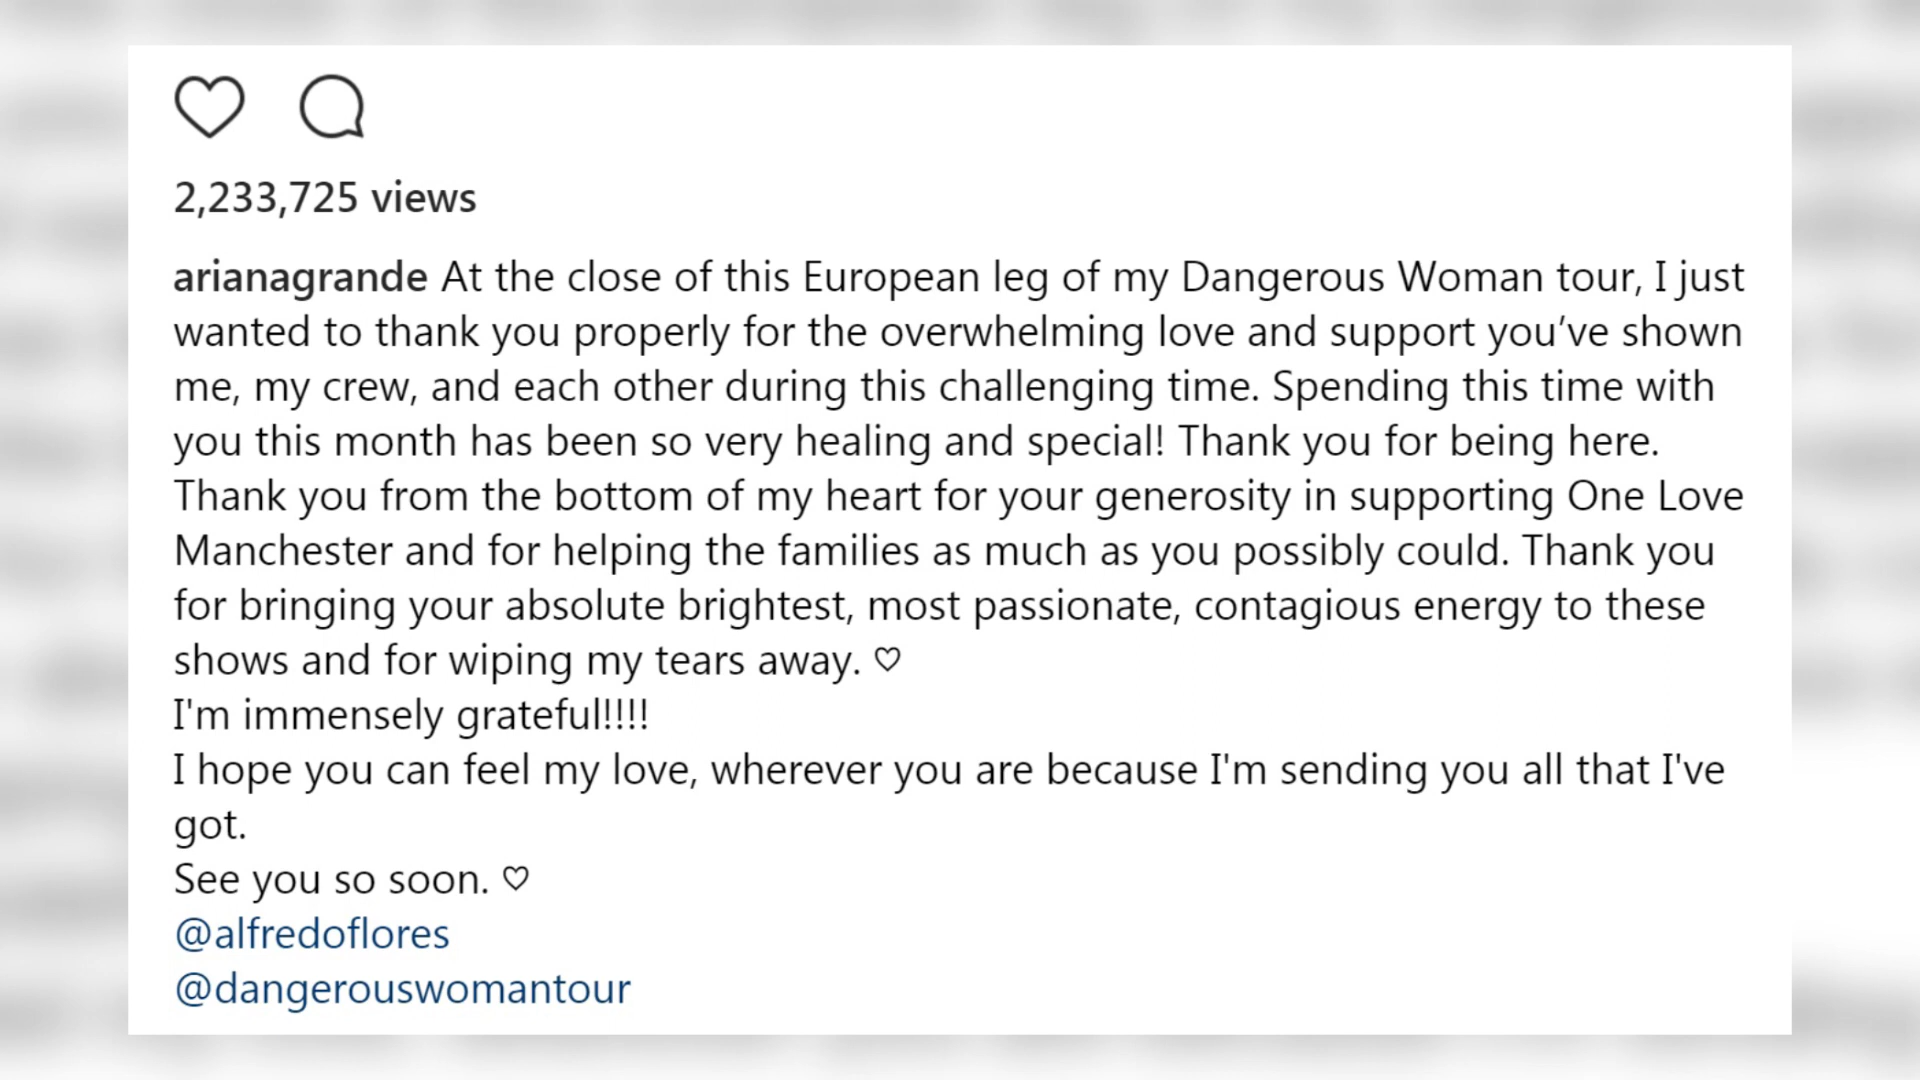 2,233,725 views
arianagrande At the close of this European leg of my Dangerous Woman tour, I just
wanted to thank you properly for the overwhelming love and support you’ve shown
me, my crew, and each other during this challenging time. Spending this time with
you this month has been so very healing and special! Thank you for being here.
Thank you from the bottom of my heart for your generosity in supporting One Love
Manchester and for helping the families as much as you possibly could. Thank you
for bringing your absolute brightest, most passionate, contagious energy to these
shows and for wiping my tears away. ♡
I'm immensely grateful!!!!
I hope you can feel my love, wherever you are because I'm sending you all that I've
got.
See you so soon. ♡
@alfredoflores
@dangerouswomantour